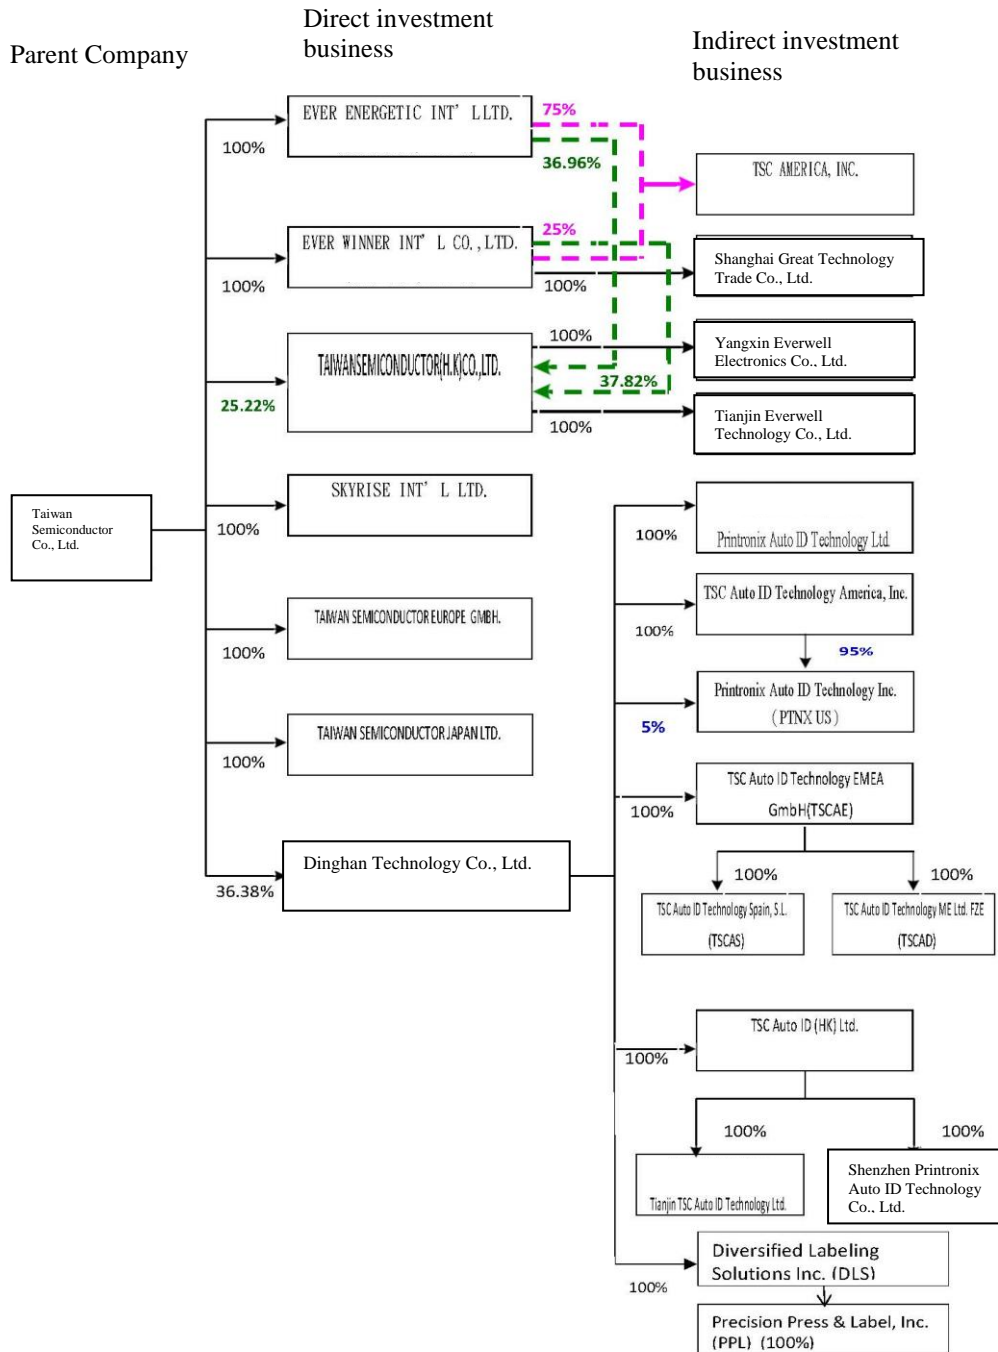 Parent Company
Direct investment
business
Indirect investment
business
EVER ENERGETIC INT' L LTD.
75%
100%
36.96%
TSC AMERICA, INC.
EVER WINNER INT' L CO., LTD.
25%
100%
100%
Shanghai Great Technology
Trade Co., Ltd.
TAIWANSEMICONDUCTOR(H.K)CO.,LTD.
100%
Yangxin Everwell
Electronics Co., Ltd.
37.82%
25.22%
100%
Tianjin Everwell
Technology Co., Ltd.
Taiwan
Semiconductor
Co., Ltd.
SKYRISE INT' L LTD.
100%
100%
Printronix Auto ID Technology Ltd
TAIWAN SEMICONDUCTOR EUROPE GMBH.
100%
TSC Auto ID Technology America, Inc.
100%
95%
Printronix Auto ID Technology Inc.
(PTNX US)
5%
TAIWAN SEMICONDUCTOR JAPAN LTD.
100%
TSC Auto ID Technology EMEA
GmbH(TSCAE)
100%
Dinghan Technology Co., Ltd.
36.38%
100%
100%
TSC Auto ID Technology Spain, S.L.
(TSCAS)
TSC Auto ID Technology ME Ltd. FZE
(TSCAD)
TSC Auto ID (HK) Ltd.
100%
100%
100%
Tianjin TSC Auto ID Technology Ltd.
Shenzhen Printronix
Auto ID Technology
Co., Ltd.
Diversified Labeling
Solutions Inc. (DLS)
100%
Precision Press & Label, Inc.
(PPL) (100%)